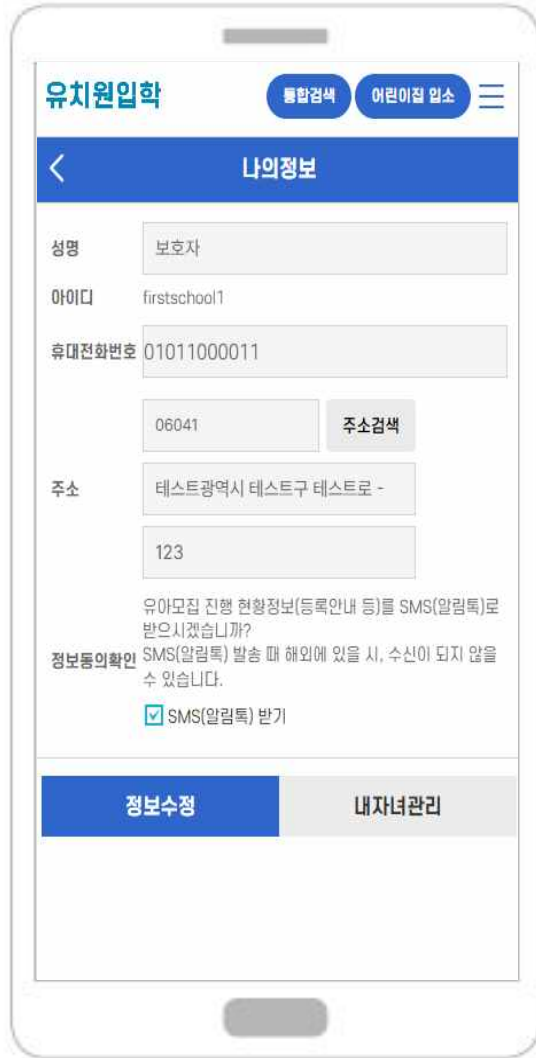 유치원입학
통합검색
어린이집 입소
나의정보
성명
보호자
아이디
firstschool1
휴대전화번호
01011000011
06041
주소검색
주소
테스트광역시 테스트구 테스트로 -
123
유아모집 진행 현황정보(등록안내 등)를 SMS(알림톡)로
받으시겠습니까?
정보동의확인
SMS(알림톡) 발송 때 해외에 있을 시, 수신이 되지 않을
수 있습니다.
SMS(알림톡) 받기
정보수정
내자녀관리